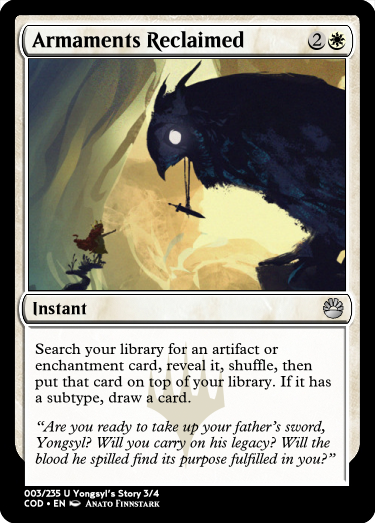 Armaments Reclaimed 2
Instant
Search your library for an artifact or
enchantment card, reveal it, shuffle, then
put that card on top of your library. If it has
a subtype, draw a card.
“Are you ready to take up your father’s sword,
Yongsyl? Will you carry on his legacy? Will the
blood he spilled find its purpose fulfilled in you?”
003/235 U Yongsyl's Story 3/4
COD • EN Anato Finnstark